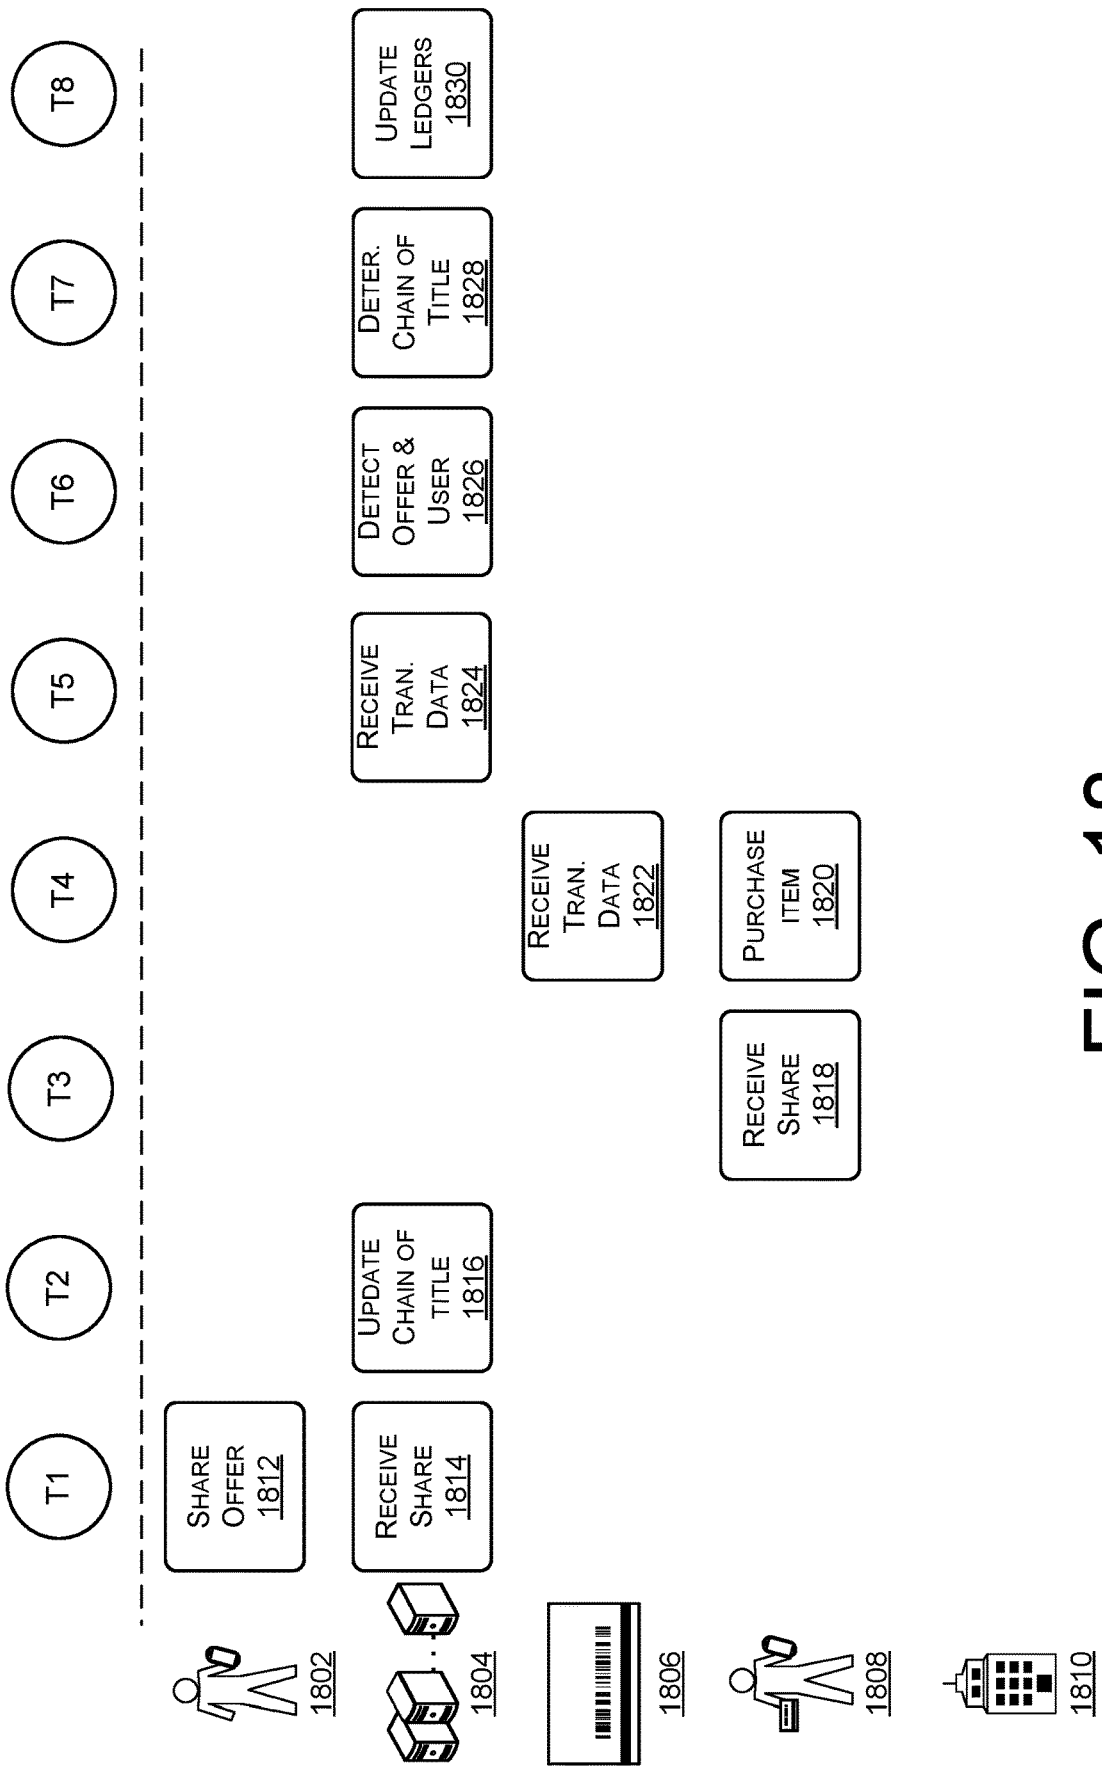 T1
T2
T3
T4
T5
T6
T7
T8
1802
SHARE
OFFER
1812
1804
RECEIVE
SHARE
1814
UPDATE
CHAIN OF
TITLE
1816
RECEIVE
TRAN.
DATA
1824
DETECT
OFFER &
USER
1826
DETER.
CHAIN OF
TITLE
1828
UPDATE
LEDGERS
1830
1806
RECEIVE
TRAN.
DATA
1822
1808
RECEIVE
SHARE
1818
PURCHASE
ITEM
1820
1810